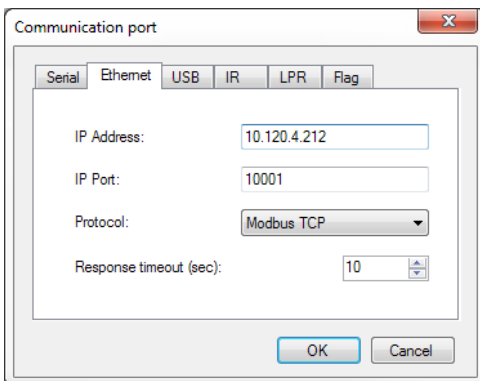 Communication port
Serial Ethernet USB IR LPR Flag
IP Address: 10.120.4.212
IP Port: 10001
Protocol: Modbus TCP
Response timeout (sec): 10
OK Cancel